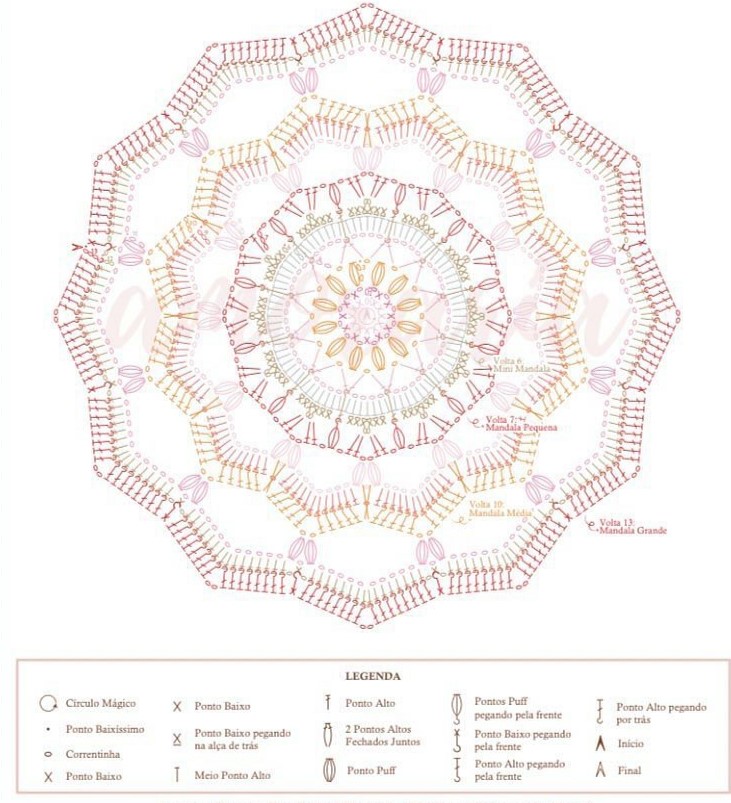 Volta 6:
Mini Mandala
Volta 7:
Mandala Pequena
Volta 10:
Mandala Média
Volta 13:
Mandala Grande
LEGENDA
Círculo Mágico
Ponto Baixíssimo
Correntinha
Ponto Baixo
Ponto Baixo
Ponto Baixo pegando
na alça de trás
Meio Ponto Alto
Ponto Alto
2 Pontos Altos
Fechados Juntos
Ponto Puff
Pontos Puff
pegando pela frente
Ponto Baixo pegando
pela frente
Ponto Alto pegando
pela frente
Ponto Alto pegando
por trás
Início
Final